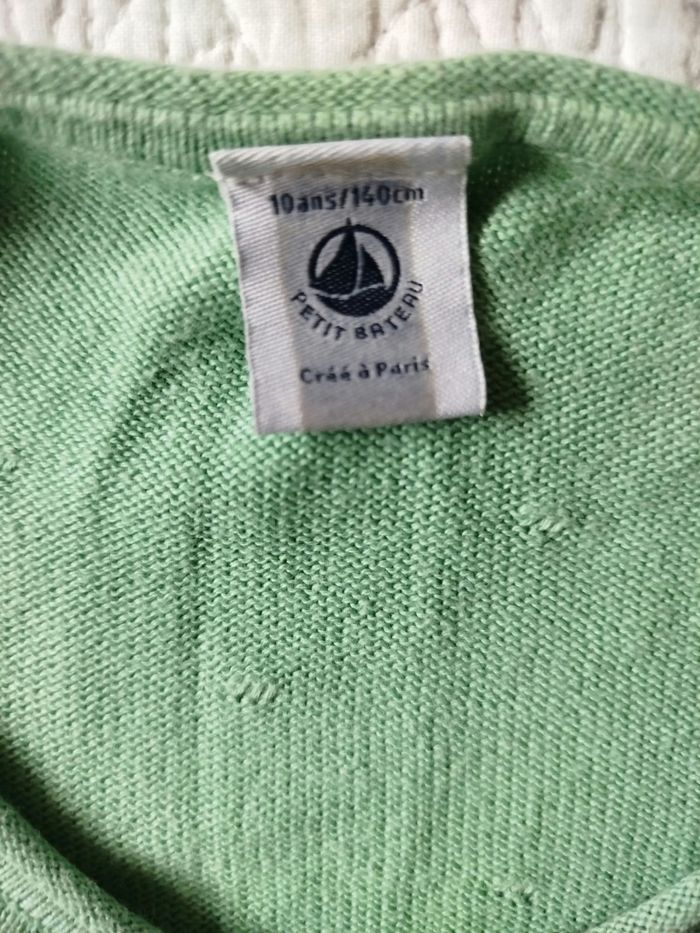 10ans/140cm
PETIT BATEAU
Créé à Paris